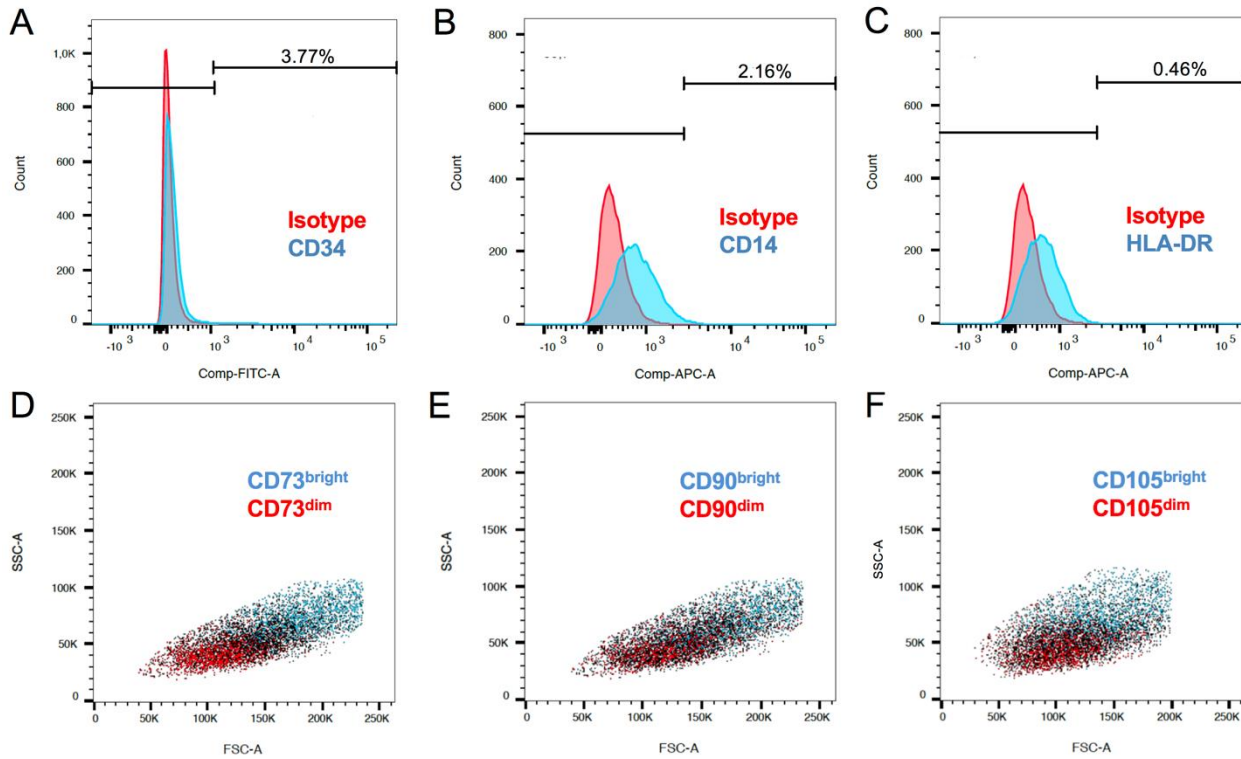 A
Count
1,0K
800
600
400
200
0
3.77%
Isotype
CD34
-10 3
0
10 3
10 4
10 5
Comp-FITC-A
B
Count
800
600
400
200
0
2.16%
Isotype
CD14
-10 3
0
10 3
10 4
10 5
Comp-APC-A
C
Count
800
600
400
200
0
0.46%
Isotype
HLA-DR
-10 3
0
10 3
10 4
10 5
Comp-APC-A
D
SSC-A
250K
200K
150K
100K
50K
0
CD73bright
CD73dim
0
50K
100K
150K
200K
250K
FSC-A
E
SSC-A
250K
200K
150K
100K
50K
0
CD90bright
CD90dim
0
50K
100K
150K
200K
250K
FSC-A
F
SSC-A
250K
200K
150K
100K
50K
0
CD105bright
CD105dim
0
50K
100K
150K
200K
250K
FSC-A